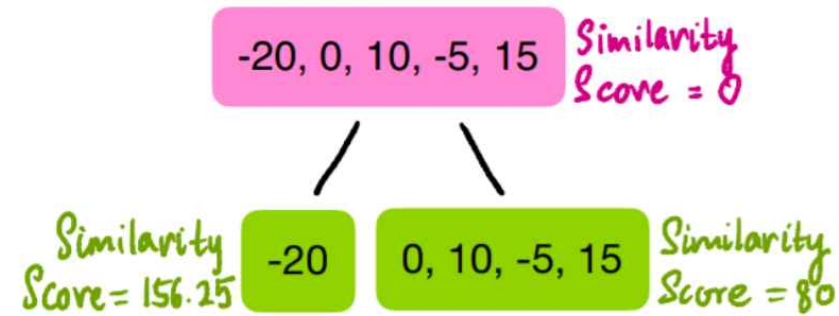 -20, 0, 10, -5, 15
Similarity
Score = 0
Similarity
Score = 156.25
-20
0, 10, -5, 15
Similarity
Score = 80